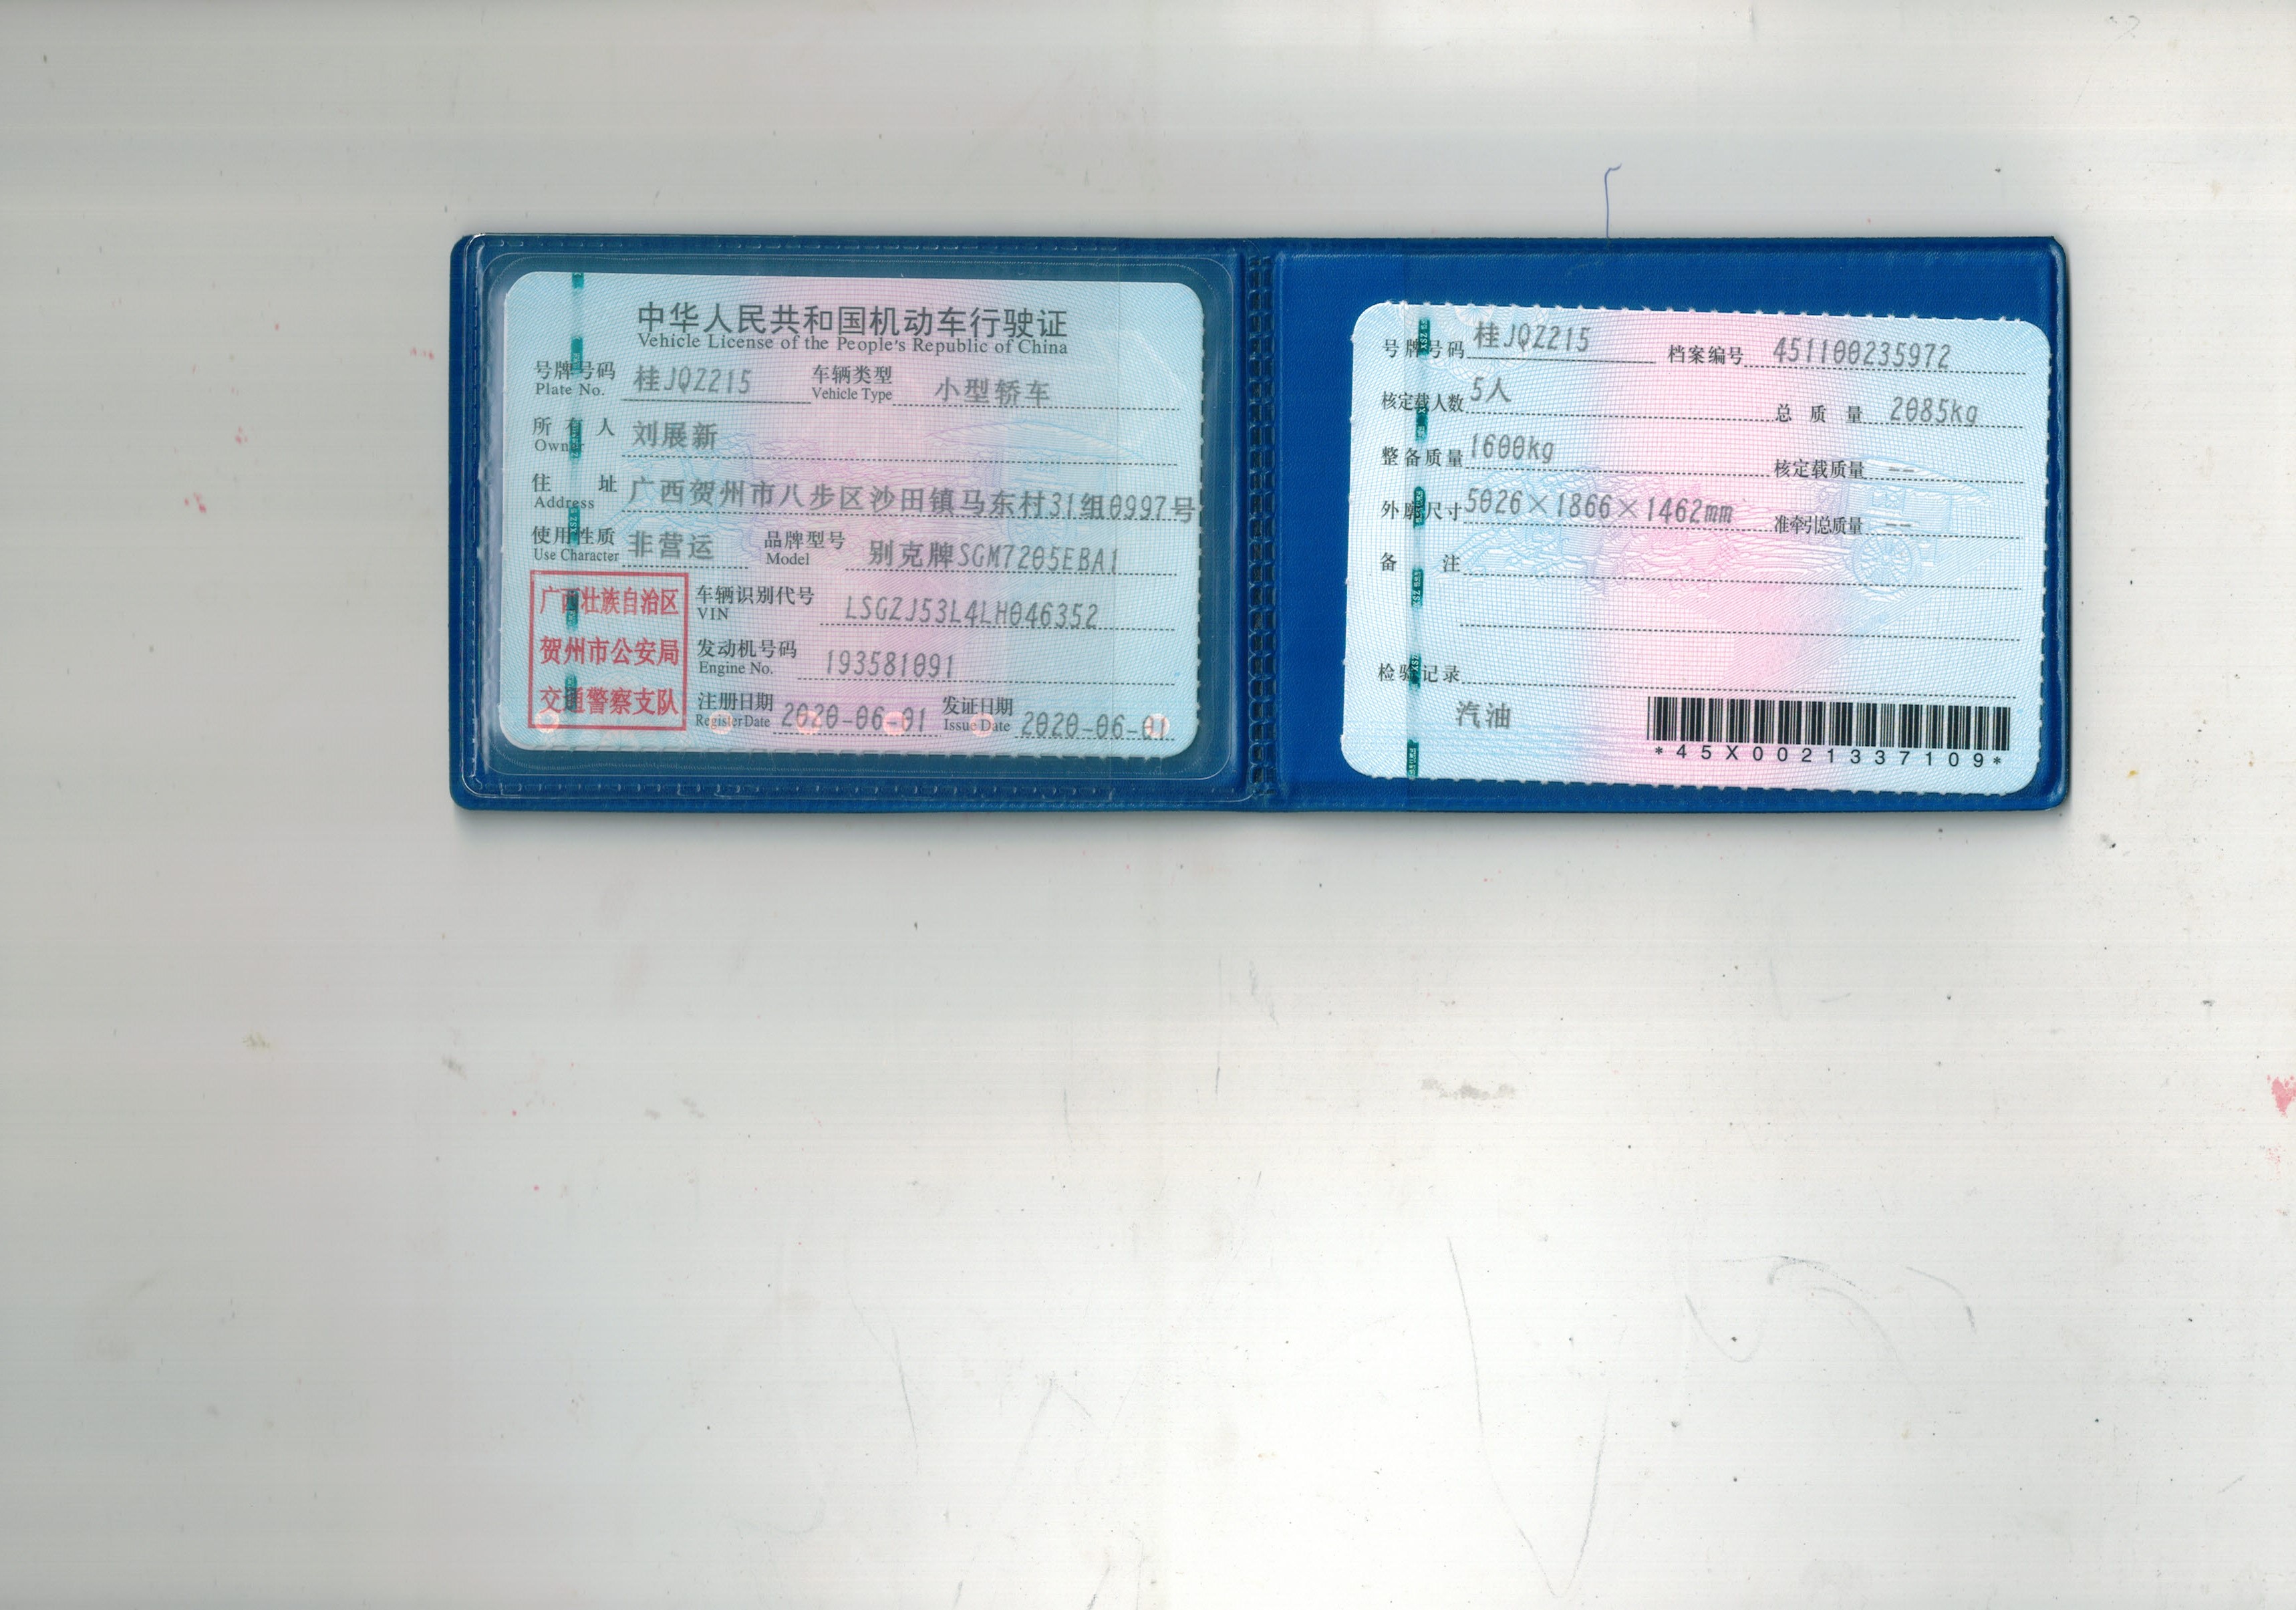 中华人民共和国机动车行驶证
Vehicle License of the People's Republic of China
号牌号码 桂JQZ215 车辆类型 小型轿车
Plate No. Vehicle Type
所有人 刘展新
Owner
住址 广西贺州市八步区沙田镇马东村31组0997号
Address
使用性质 非营运 品牌型号 别克牌SGM7205EBA1
Use Character Model
广西壮族自治区
贺州市公安局
交通警察支队
车辆识别代号 LSGZJ53L4LH046352
VIN
发动机号码 193581091
Engine No.
注册日期 2020-06-01 发证日期 2020-06-01
Register Date Issue Date
号牌号码 桂JQZ215 档案编号 451100235972
核定载人数 5人 总质量 2085kg
整备质量 1600kg 核定载质量 --
外廓尺寸 5026×1866×1462mm 准牵引总质量 --
备注
检验记录
汽油
*45X0021337109*